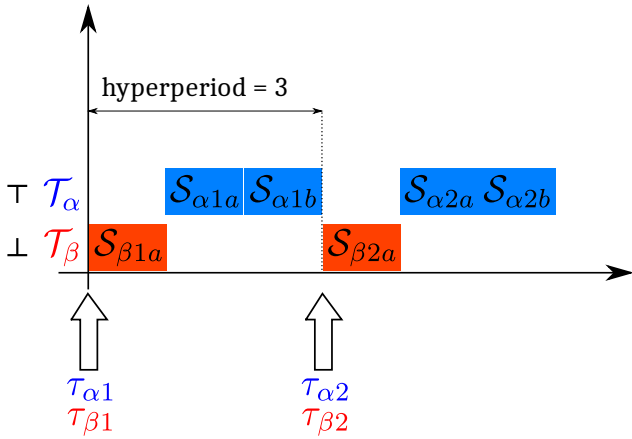 hyperperiod = 3
⊤ 𝒯α 𝒮α1a 𝒮α1b 𝒮α2a 𝒮α2b
⊥ 𝒯β 𝒮β1a 𝒮β2a
τα1 τα2
τβ1 τβ2